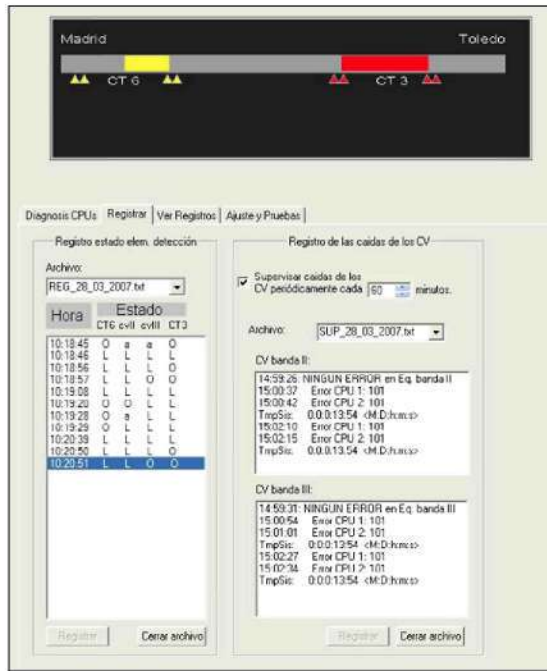 Madrid Toledo
CT 6 CT 3
Diagnosis CPUs Registrar Ver Registros Ajuste y Pruebas
Registro estado elem. detección
Archivo:
REG_28_03_2007.txt
Hora Estado
CT6 cvII cvIII CT3
10:18:45 O a a O
10:18:46 L L L L
10:18:56 L L L O
10:18:57 L L O O
10:19:08 L L L L
10:19:20 O O L L
10:19:28 O a L L
10:19:29 O L L L
10:20:39 L L L L
10:20:50 L L L O
10:20:51 L L O O
Registrar Cerrar archivo
Registro de las caidas de los CV
Supervisar caidas de los
CV periódicamente cada 60 minutos.
Archivo: SUP_28_03_2007.txt
CV banda II:
14:59:26: NINGUN ERROR en Eq. banda II
15:00:37 Error CPU 1: 101
15:00:42 Error CPU 2: 101
TmpSis: 0:0:0:13:54 <M:D:h:m:s>
15:02:10 Error CPU 1: 101
15:02:15 Error CPU 2: 101
TmpSis: 0:0:0:13:54 <M:D:h:m:s>
CV banda III:
14:59:31: NINGUN ERROR en Eq. banda III
15:00:54 Error CPU 1: 101
15:01:01 Error CPU 2: 101
TmpSis: 0:0:0:13:54 <M:D:h:m:s>
15:02:27 Error CPU 1: 101
15:02:34 Error CPU 2: 101
TmpSis: 0:0:0:13:54 <M:D:h:m:s>
Registrar Cerrar archivo